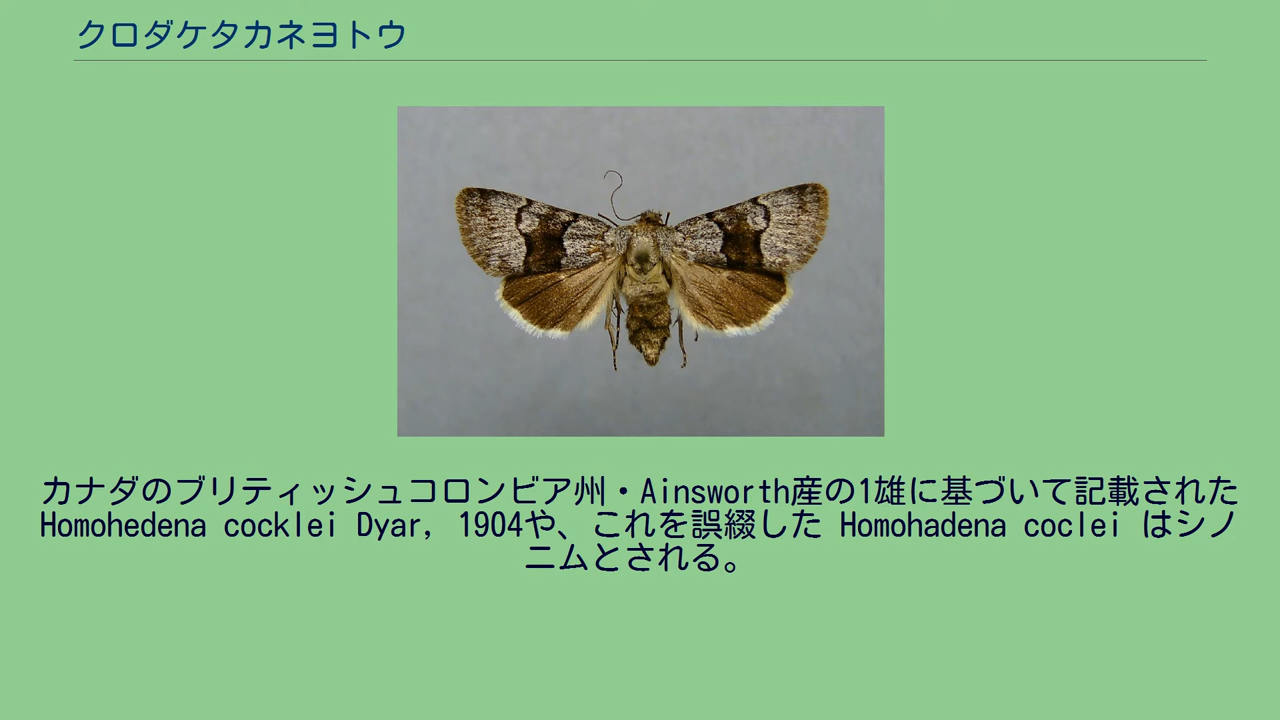 クロダケタカネヨトウ
カナダのブリティッシュコロンビア州・Ainsworth産の1雄に基づいて記載された
Homohedena cocklei Dyar, 1904や、これを誤綴した Homohadena coclei はシノ
ニムとされる。